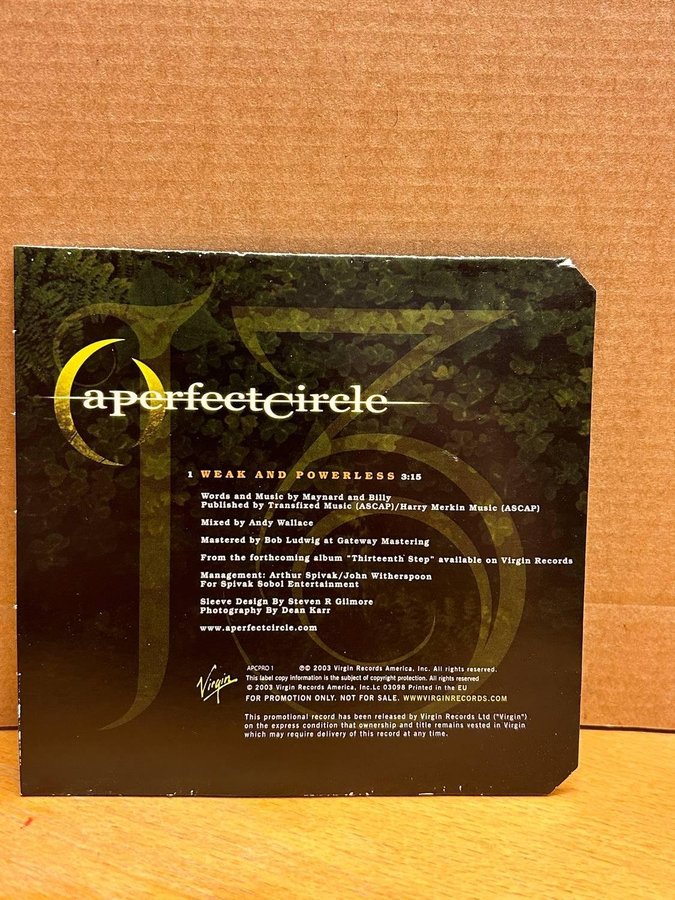 13
aperfectcircle
1 WEAK AND POWERLESS 3:15
Words and Music by Maynard and Billy
Published by Transfixed Music (ASCAP)/Harry Merkin Music (ASCAP)
Mixed by Andy Wallace
Mastered by Bob Ludwig at Gateway Mastering
From the forthcoming album "Thirteenth Step" available on Virgin Records
Management: Arthur Spivak/John Witherspoon
For Spivak Sobol Entertainment
Sleeve Design By Steven R Gilmore
Photography By Dean Karr
www.aperfectcircle.com
Virgin
APCPRO 1 ℗© 2003 Virgin Records America, Inc. All rights reserved.
This label copy information is the subject of copyright protection. All rights reserved.
© 2003 Virgin Records America, Inc.Lc 03098 Printed in the EU
FOR PROMOTION ONLY. NOT FOR SALE. WWW.VIRGINRECORDS.COM
This promotional record has been released by Virgin Records Ltd ("Virgin")
on the express condition that ownership and title remains vested in Virgin
which may require delivery of this record at any time.